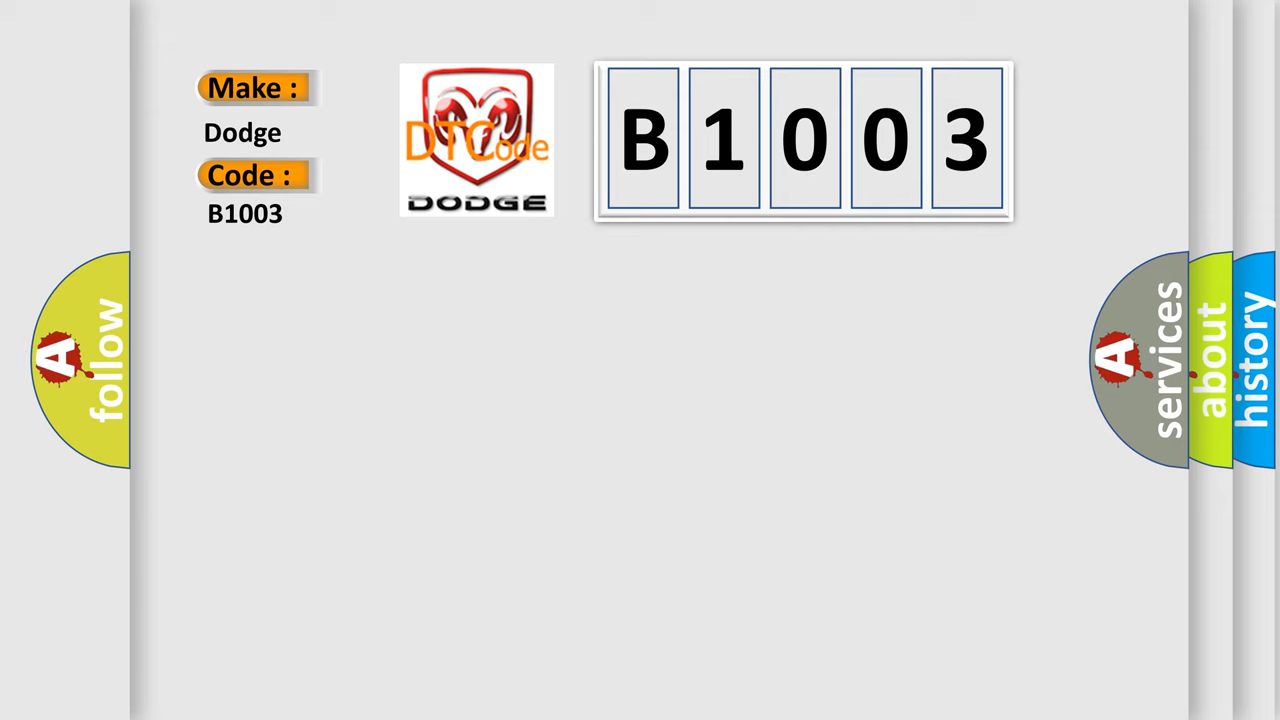 Make :
Dodge
Code :
B1003
DTCode
DODGE
B 1 0 0 3
A follow
A services
about
history